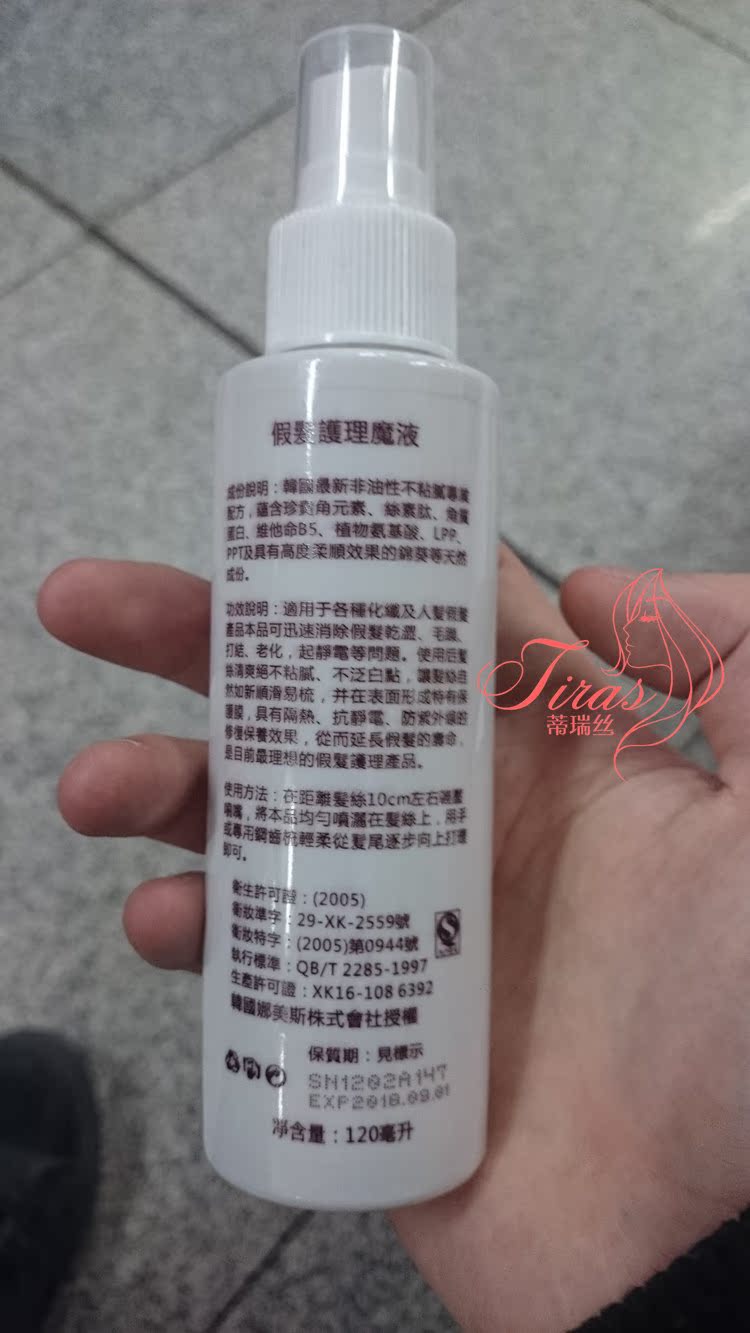 假髮護理魔液
成份說明：韓國最新非油性不粘膩專業
配方，蘊含珍對角元素、絲素肽、角質
蛋白、維他命B5、植物氨基酸、LPP、
PPT及具有高度柔順效果的錦葵等天然
成份。
功效說明：適用于各種化纖及人髮假髮
產品本品可迅速消除假髮乾澀、毛躁、
打結、老化，起靜電等問題。使用后髮
絲清爽絕不粘膩、不泛白點，讓髮絲自
然如新順滑易梳，并在表面形成特有保
護膜，具有隔熱、抗靜電、防紫外線的
修復保養效果，從而延長假髮的壽命，
是目前最理想的假髮護理產品。
使用方法：在距離髮絲10cm左右
噴嘴，將本品均勻噴灑在髮絲上，用手
或專用鋼齒梳輕柔從髮尾逐步向上打理
即可。
衛生許可證：(2005)
衛妝準字：29-XK-2559號
衛妝特字：(2005)第0944號
執行標準：QB/T 2285-1997
生產許可證：XK16-108 6392
韓國娜美斯株式會社授權
保質期：見標示
SN1202A147
EXP2018.09.01
凈含量：120毫升
Tiras
蒂瑞丝